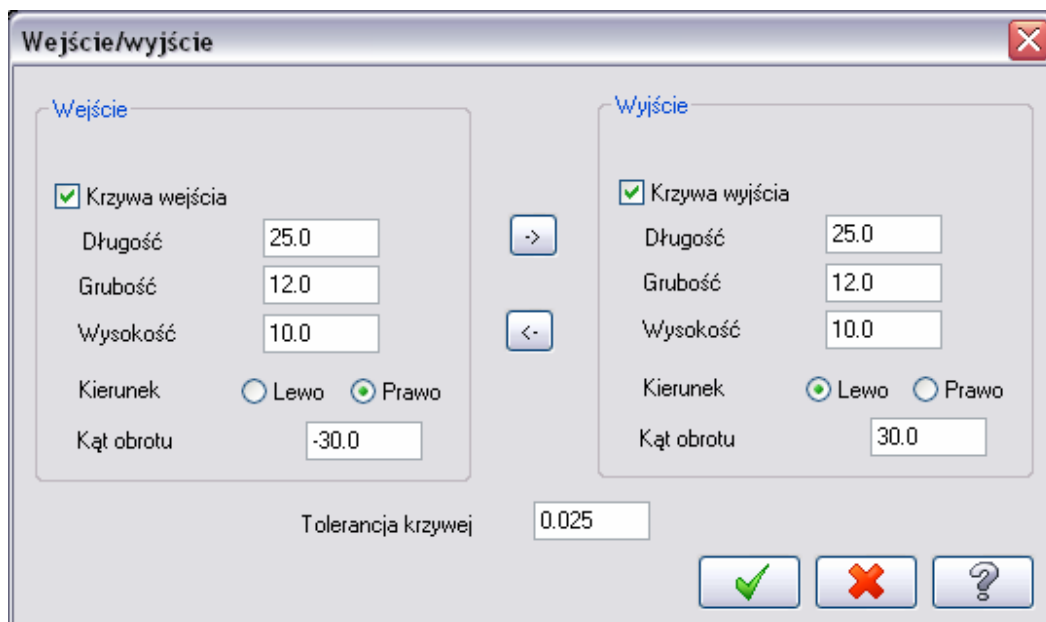 Wejście/wyjście
Wejście
Krzywa wejścia
Długość 25.0
Grubość 12.0
Wysokość 10.0
Kierunek Lewo Prawo
Kąt obrotu -30.0
->
<-
Wyjście
Krzywa wyjścia
Długość 25.0
Grubość 12.0
Wysokość 10.0
Kierunek Lewo Prawo
Kąt obrotu 30.0
Tolerancja krzywej 0.025